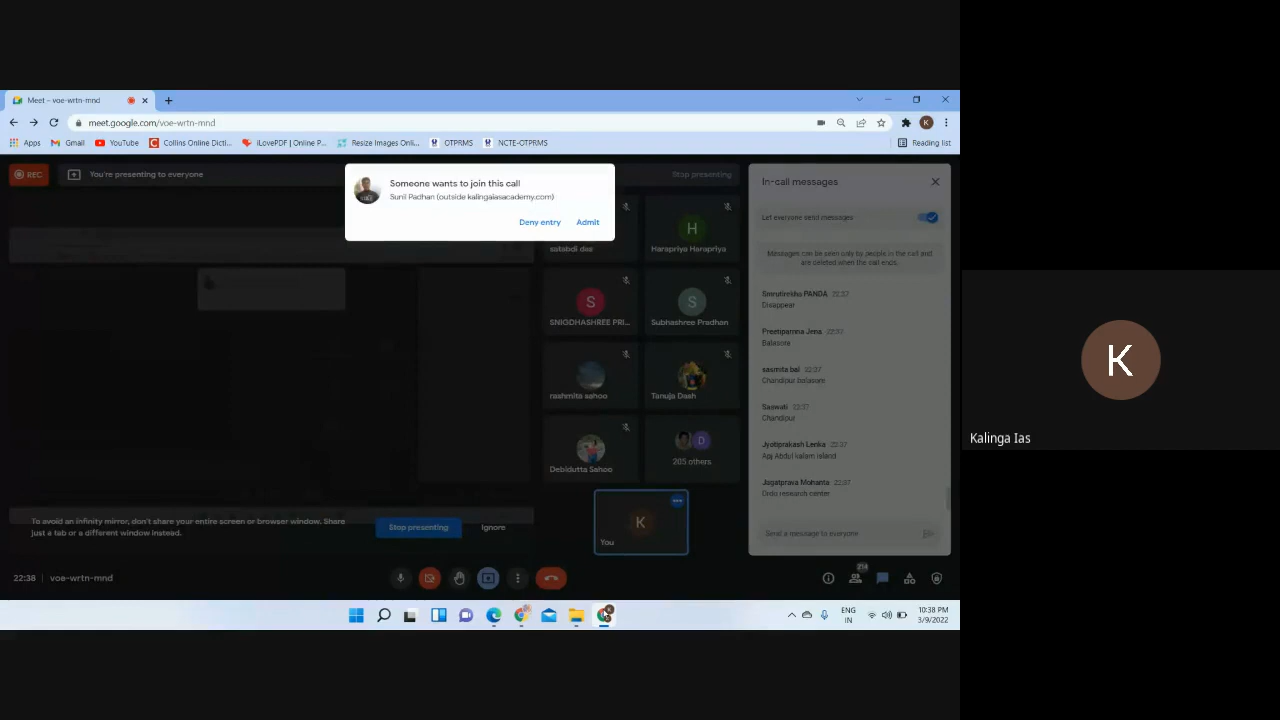 Meet – voe-wrtn-mnd
meet.google.com/voe-wrtn-mnd
Apps
Gmail
YouTube
Collins Online Dicti...
iLovePDF | Online P...
Resize Images Onli...
OTPRMS
NCTE-OTPRMS
Reading list
REC
You're presenting to everyone
Stop presenting
Someone wants to join this call
Sunil Padhan (outside kalingaiasacademy.com)
Deny entry
Admit
satabdi das
H
Harapriya Harapriya
S
SNIGDHASHREE PRI...
S
Subhashree Pradhan
rashmita sahoo
Tanuja Dash
Debidutta Sahoo
D
205 others
K
You
To avoid an infinity mirror, don't share your entire screen or browser window. Share
just a tab or a different window instead.
Stop presenting
Ignore
In-call messages
Let everyone send messages
Messages can be seen only by people in the call and
are deleted when the call ends.
Smrutirekha PANDA 22:37
Disappear
Preetiparnna Jena 22:37
Balasore
sasmita bal 22:37
Chandipur balasore
Saswati 22:37
Chandipur
Jyotiprakash Lenka 22:37
Apj Abdul kalam island
Jagatprava Mohanta 22:37
Drdo research center
Send a message to everyone
22:38 | voe-wrtn-mnd
214
ENG
IN
10:38 PM
3/9/2022
K
Kalinga Ias